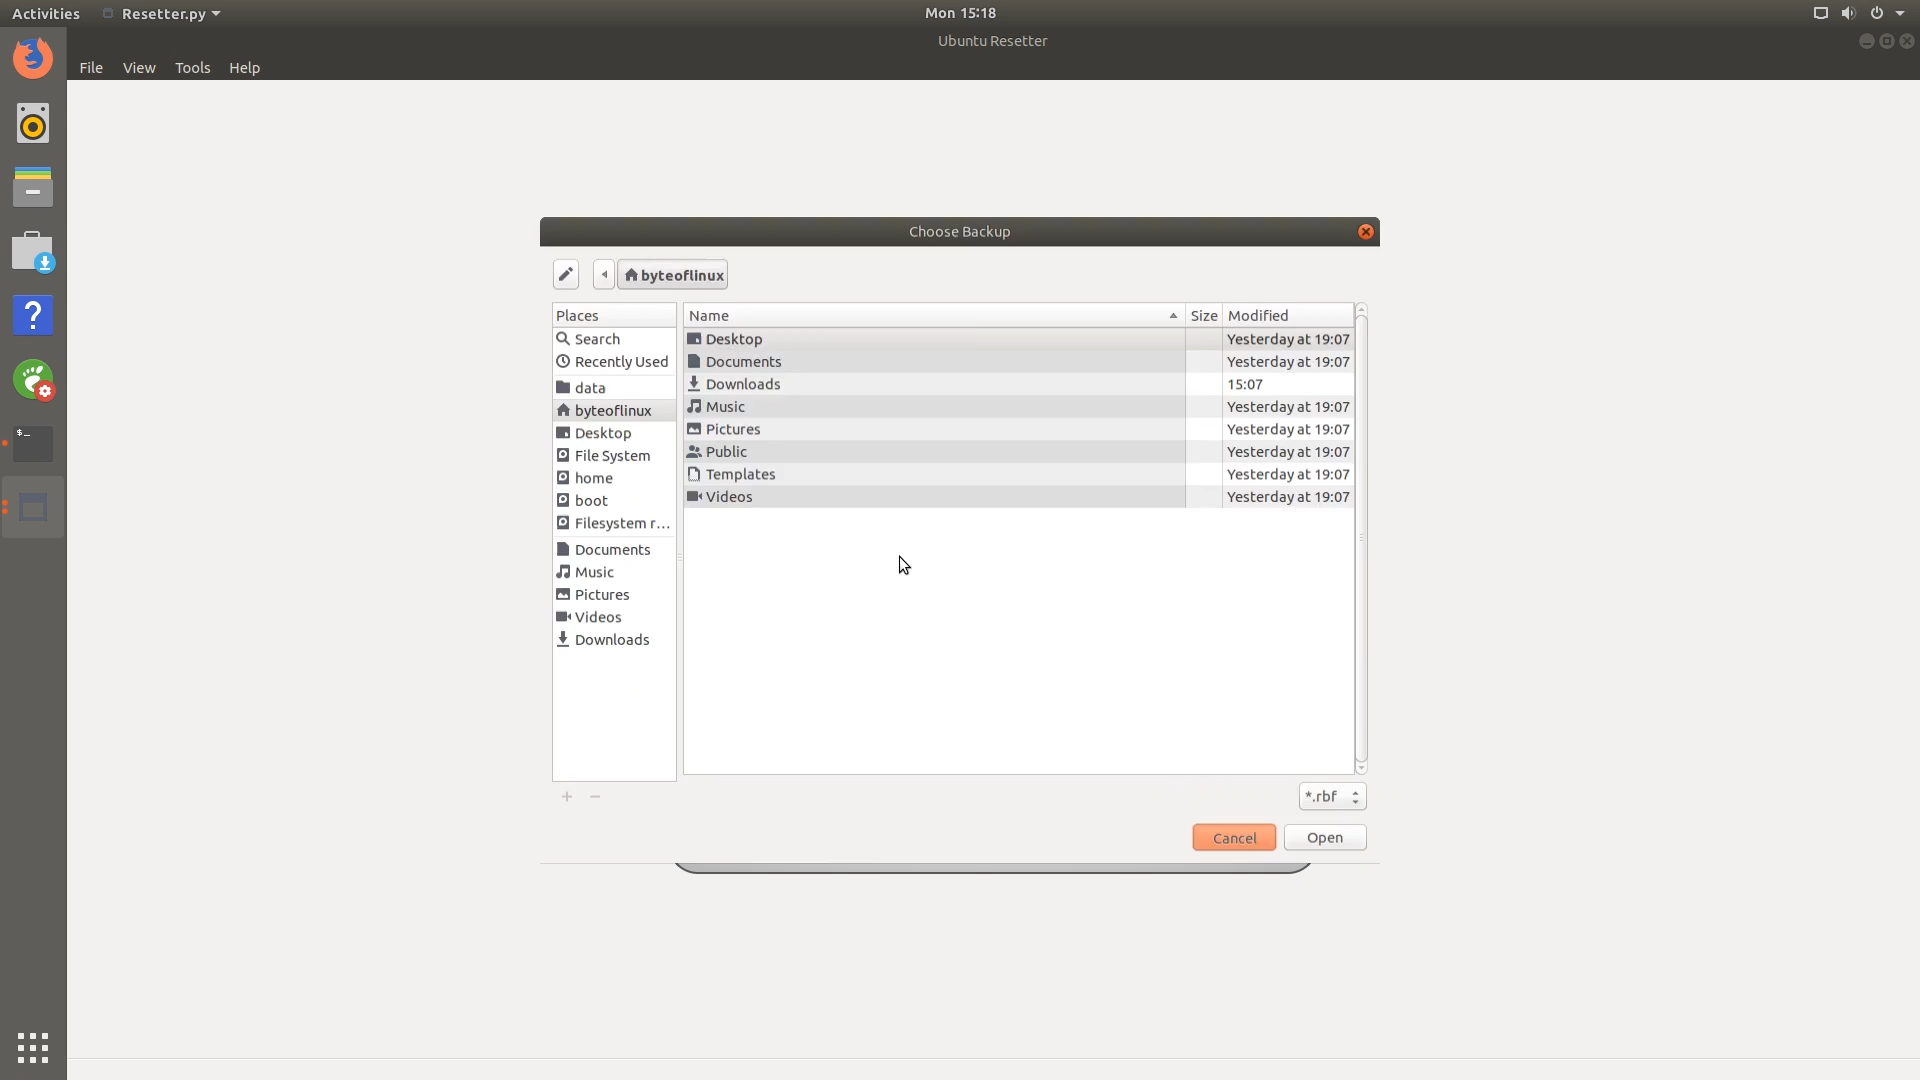 Activities Resetter.py Mon 15:18
Ubuntu Resetter
File View Tools Help
Choose Backup
byteoflinux
Places Name Size Modified
Search Desktop Yesterday at 19:07
Recently Used Documents Yesterday at 19:07
data Downloads 15:07
byteoflinux Music Yesterday at 19:07
Desktop Pictures Yesterday at 19:07
File System Public Yesterday at 19:07
home Templates Yesterday at 19:07
boot Videos Yesterday at 19:07
Filesystem r...
Documents
Music
Pictures
Videos
Downloads
*.rbf
Cancel Open